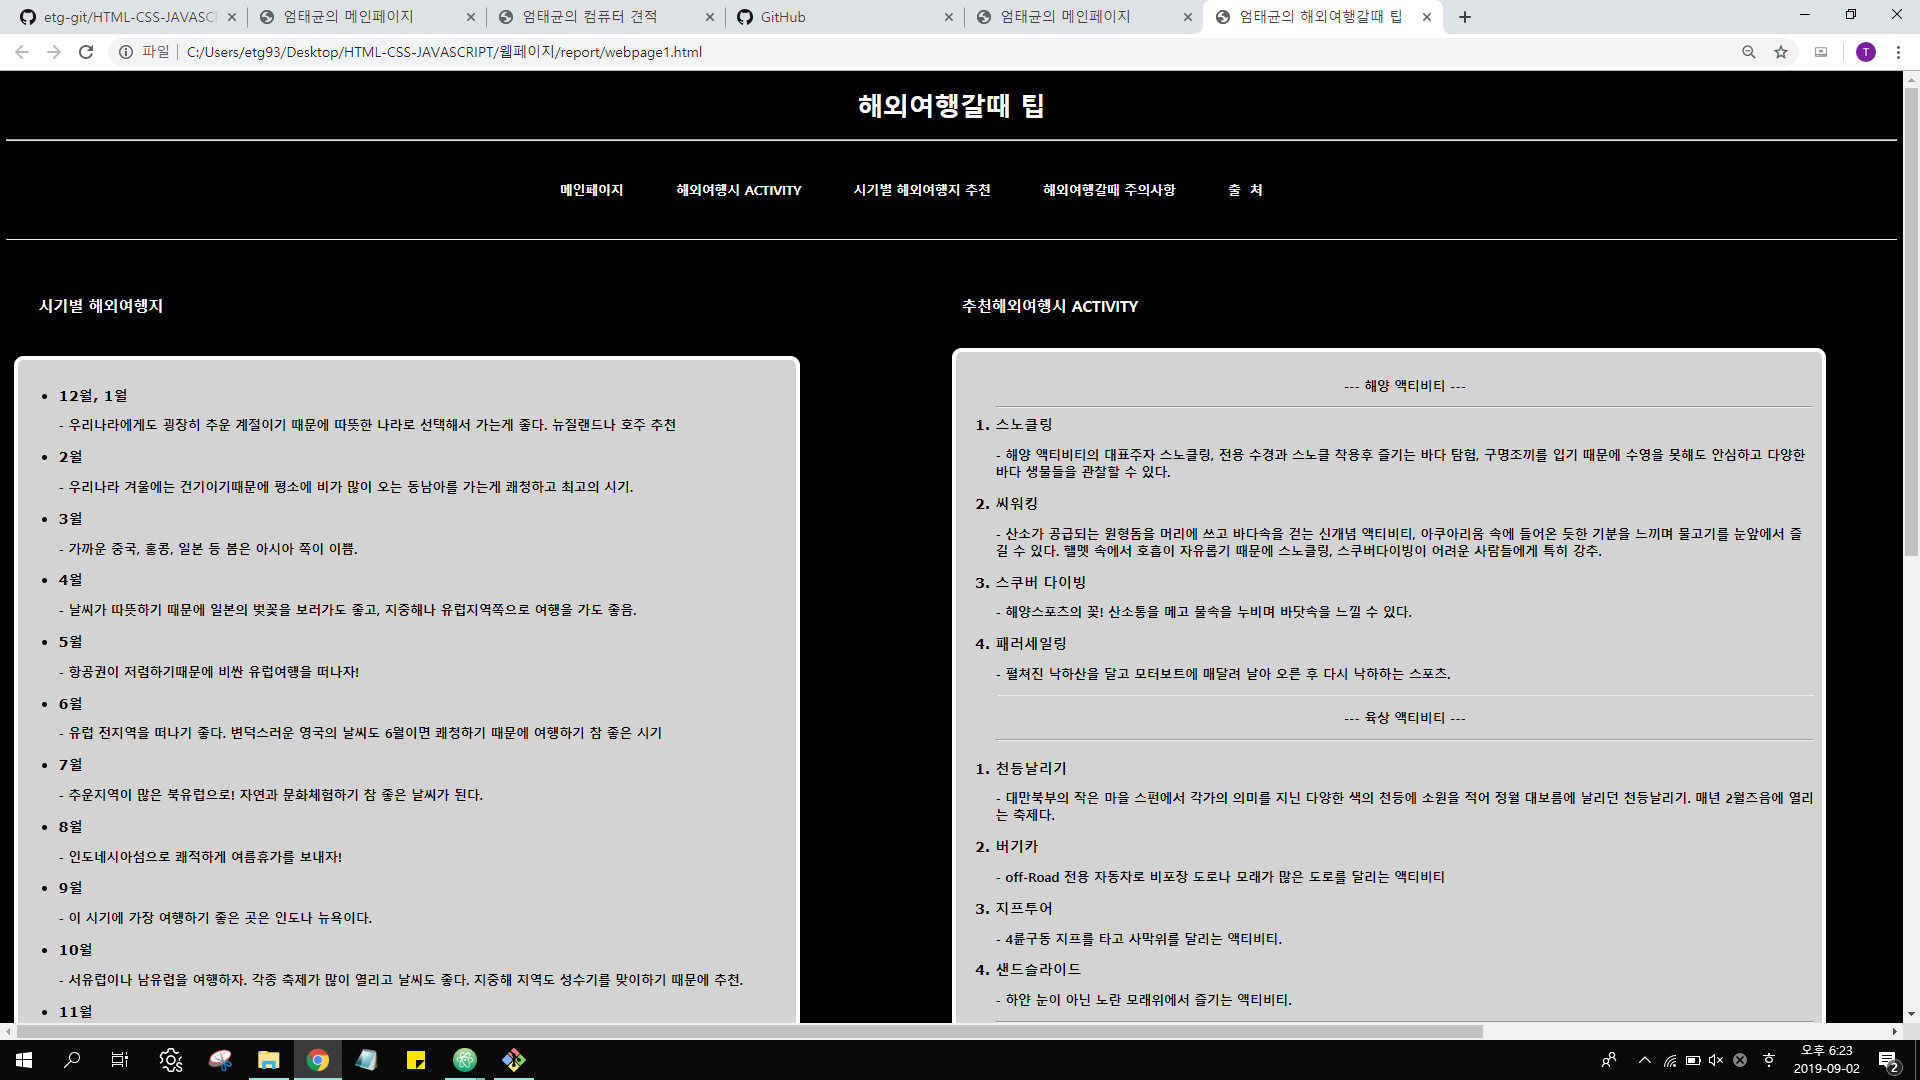 etg-git/HTML-CSS-JAVASCR
엄태균의 메인페이지
엄태균의 컴퓨터 견적
GitHub
엄태균의 메인페이지
엄태균의 해외여행갈때 팁
파일
C:/Users/etg93/Desktop/HTML-CSS-JAVASCRIPT/웹페이지/report/webpage1.html
T
해외여행갈때 팁
메인페이지
해외여행시 ACTIVITY
시기별 해외여행지 추천
해외여행갈때 주의사항
출 처
시기별 해외여행지
• 12월, 1월
- 우리나라에게도 굉장히 추운 계절이기 때문에 따뜻한 나라로 선택해서 가는게 좋다. 뉴질랜드나 호주 추천
• 2월
- 우리나라 겨울에는 건기이기때문에 평소에 비가 많이 오는 동남아를 가는게 쾌청하고 최고의 시기.
• 3월
- 가까운 중국, 홍콩, 일본 등 봄은 아시아 쪽이 이쁨.
• 4월
- 날씨가 따뜻하기 때문에 일본의 벚꽃을 보러가도 좋고, 지중해나 유럽지역쪽으로 여행을 가도 좋음.
• 5월
- 항공권이 저렴하기때문에 비싼 유럽여행을 떠나자!
• 6월
- 유럽 전지역을 떠나기 좋다. 변덕스러운 영국의 날씨도 6월이면 쾌청하기 때문에 여행하기 참 좋은 시기
• 7월
- 추운지역이 많은 북유럽으로! 자연과 문화체험하기 참 좋은 날씨가 된다.
• 8월
- 인도네시아섬으로 쾌적하게 여름휴가를 보내자!
• 9월
- 이 시기에 가장 여행하기 좋은 곳은 인도나 뉴욕이다.
• 10월
- 서유럽이나 남유럽을 여행하자. 각종 축제가 많이 열리고 날씨도 좋다. 지중해 지역도 성수기를 맞이하기 때문에 추천.
• 11월
추천해외여행시 ACTIVITY
--- 해양 액티비티 ---
1. 스노클링
- 해양 액티비티의 대표주자 스노클링, 전용 수경과 스노클 착용후 즐기는 바다 탐험, 구명조끼를 입기 때문에 수영을 못해도 안심하고 다양한
바다 생물들을 관찰할 수 있다.
2. 씨워킹
- 산소가 공급되는 원형돔을 머리에 쓰고 바다속을 걷는 신개념 액티비티, 아쿠아리움 속에 들어온 듯한 기분을 느끼며 물고기를 눈앞에서 즐
길 수 있다. 헬멧 속에서 호흡이 자유롭기 때문에 스노클링, 스쿠버다이빙이 어려운 사람들에게 특히 강추.
3. 스쿠버 다이빙
- 해양스포츠의 꽃! 산소통을 메고 물속을 누비며 바닷속을 느낄 수 있다.
4. 패러세일링
- 펼쳐진 낙하산을 달고 모터보트에 매달려 날아 오른 후 다시 낙하하는 스포츠.
--- 육상 액티비티 ---
1. 천등날리기
- 대만북부의 작은 마을 스펀에서 각가의 의미를 지닌 다양한 색의 천등에 소원을 적어 정월 대보름에 날리던 천등날리기. 매년 2월즈음에 열리
는 축제다.
2. 버기카
- off-Road 전용 자동차로 비포장 도로나 모래가 많은 도로를 달리는 액티비티
3. 지프투어
- 4륜구동 지프를 타고 사막위를 달리는 액티비티.
4. 샌드슬라이드
- 하얀 눈이 아닌 노란 모래위에서 즐기는 액티비티.
오후 6:23
2019-09-02
2